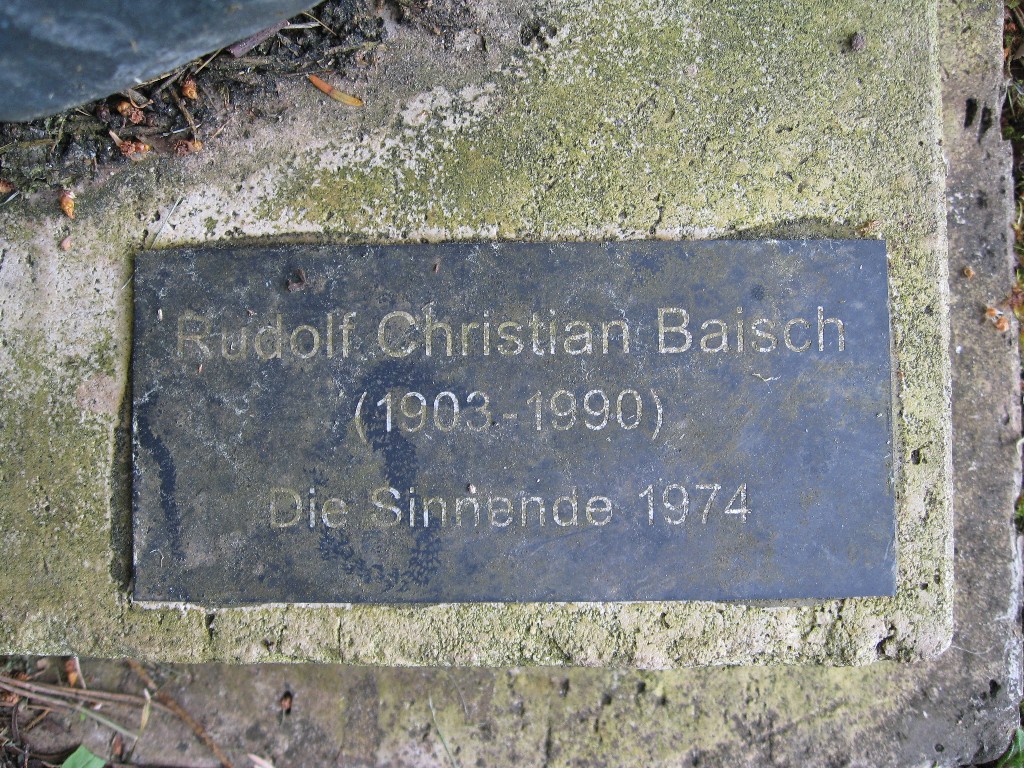 Rudolf Christian Baisch
(1903-1990)
Die Sinnende 1974